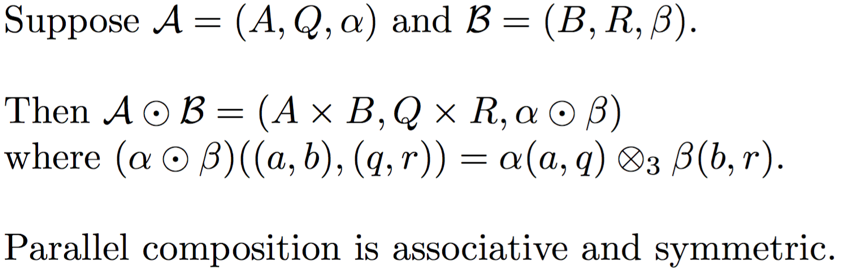 Suppose 𝒜 = (A, Q, α) and ℬ = (B, R, β).
Then 𝒜 ⊙ ℬ = (A × B, Q × R, α ⊙ β)
where (α ⊙ β)((a, b), (q, r)) = α(a, q) ⊗₃ β(b, r).
Parallel composition is associative and symmetric.